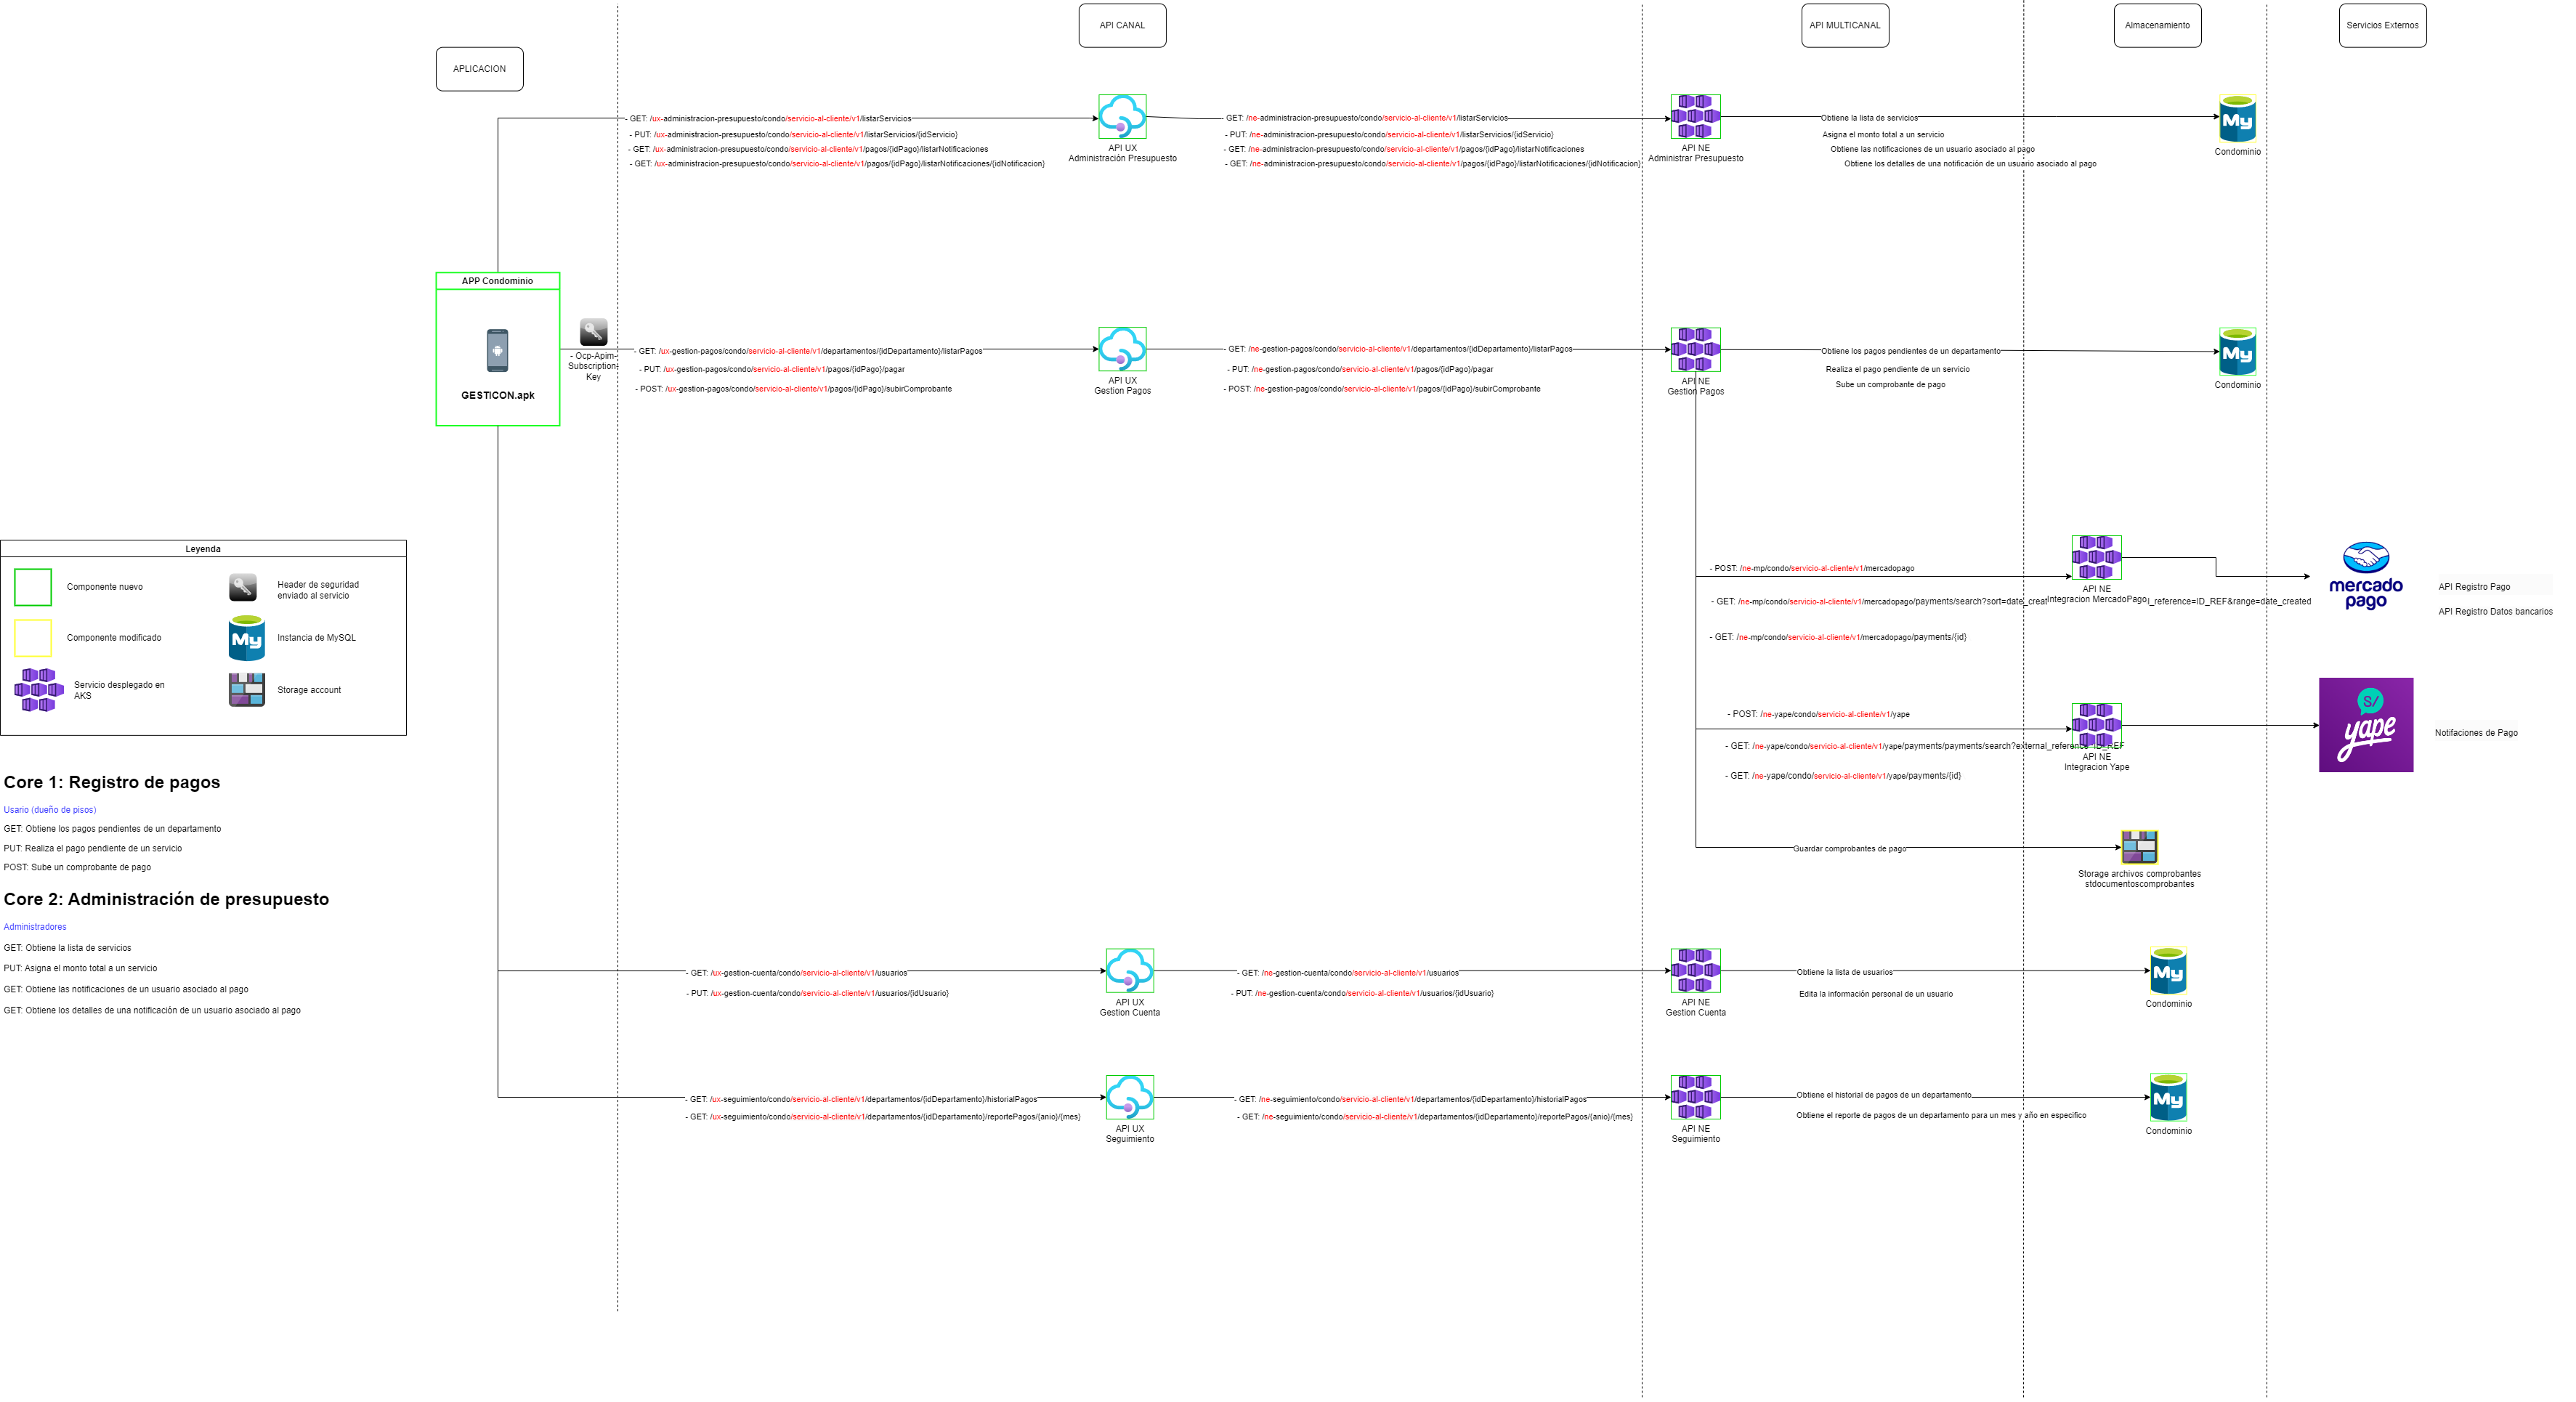 API CANAL
API MULTICANAL
Almacenamiento
Servicios Externos
APLICACION
- GET: /ux-administracion-presupuesto/condo/servicio-al-cliente/v1/listarServicios
- PUT: /ux-administracion-presupuesto/condo/servicio-al-cliente/v1/listarServicios/{idServicio}
- GET: /ux-administracion-presupuesto/condo/servicio-al-cliente/v1/pagos/{idPago}/listarNotificaciones
- GET: /ux-administracion-presupuesto/condo/servicio-al-cliente/v1/pagos/{idPago}/listarNotificaciones/{idNotificacion}
API UX
Administración Presupuesto
- GET: /ne-administracion-presupuesto/condo/servicio-al-cliente/v1/listarServicios
- PUT: /ne-administracion-presupuesto/condo/servicio-al-cliente/v1/listarServicios/{idServicio}
- GET: /ne-administracion-presupuesto/condo/servicio-al-cliente/v1/pagos/{idPago}/listarNotificaciones
- GET: /ne-administracion-presupuesto/condo/servicio-al-cliente/v1/pagos/{idPago}/listarNotificaciones/{idNotificacion}
API NE
Administrar Presupuesto
Obtiene la lista de servicios
Asigna el monto total a un servicio
Obtiene las notificaciones de un usuario asociado al pago
Obtiene los detalles de una notificación de un usuario asociado al pago
My
Condominio
APP Condominio
GESTICON.apk
- Ocp-Apim-
Subscription-
Key
- GET: /ux-gestion-pagos/condo/servicio-al-cliente/v1/departamentos/{idDepartamento}/listarPagos
- PUT: /ux-gestion-pagos/condo/servicio-al-cliente/v1/pagos/{idPago}/pagar
- POST: /ux-gestion-pagos/condo/servicio-al-cliente/v1/pagos/{idPago}/subirComprobante
API UX
Gestion Pagos
- GET: /ne-gestion-pagos/condo/servicio-al-cliente/v1/departamentos/{idDepartamento}/listarPagos
- PUT: /ne-gestion-pagos/condo/servicio-al-cliente/v1/pagos/{idPago}/pagar
- POST: /ne-gestion-pagos/condo/servicio-al-cliente/v1/pagos/{idPago}/subirComprobante
API NE
Gestion Pagos
Obtiene los pagos pendientes de un departamento
Realiza el pago pendiente de un servicio
Sube un comprobante de pago
My
Condominio
Leyenda
Componente nuevo
Header de seguridad
enviado al servicio
Componente modificado
My
Instancia de MySQL
Servicio desplegado en
AKS
Storage account
- POST: /ne-mp/condo/servicio-al-cliente/v1/mercadopago
- GET: /ne-mp/condo/servicio-al-cliente/v1/mercadopago/payments/search?sort=date_creat
l_reference=ID_REF&range=date_created
- GET: /ne-mp/condo/servicio-al-cliente/v1/mercadopago/payments/{id}
API NE
Integracion MercadoPago
mercado
pago
API Registro Pago
API Registro Datos bancarios
- POST: /ne-yape/condo/servicio-al-cliente/v1/yape
- GET: /ne-yape/condo/servicio-al-cliente/v1/yape/payments/payments/search?external_reference=ID_REF
- GET: /ne-yape/condo/servicio-al-cliente/v1/yape/payments/{id}
API NE
Integracion Yape
S/
yape
Notifaciones de Pago
Guardar comprobantes de pago
Storage archivos comprobantes
stdocumentoscomprobantes
Core 1: Registro de pagos
Usario (dueño de pisos)
GET: Obtiene los pagos pendientes de un departamento
PUT: Realiza el pago pendiente de un servicio
POST: Sube un comprobante de pago
Core 2: Administración de presupuesto
Administradores
GET: Obtiene la lista de servicios
PUT: Asigna el monto total a un servicio
GET: Obtiene las notificaciones de un usuario asociado al pago
GET: Obtiene los detalles de una notificación de un usuario asociado al pago
- GET: /ux-gestion-cuenta/condo/servicio-al-cliente/v1/usuarios
- PUT: /ux-gestion-cuenta/condo/servicio-al-cliente/v1/usuarios/{idUsuario}
API UX
Gestion Cuenta
- GET: /ne-gestion-cuenta/condo/servicio-al-cliente/v1/usuarios
- PUT: /ne-gestion-cuenta/condo/servicio-al-cliente/v1/usuarios/{idUsuario}
API NE
Gestion Cuenta
Obtiene la lista de usuarios
Edita la información personal de un usuario
My
Condominio
- GET: /ux-seguimiento/condo/servicio-al-cliente/v1/departamentos/{idDepartamento}/historialPagos
- GET: /ux-seguimiento/condo/servicio-al-cliente/v1/departamentos/{idDepartamento}/reportePagos/{anio}/{mes}
API UX
Seguimiento
- GET: /ne-seguimiento/condo/servicio-al-cliente/v1/departamentos/{idDepartamento}/historialPagos
- GET: /ne-seguimiento/condo/servicio-al-cliente/v1/departamentos/{idDepartamento}/reportePagos/{anio}/{mes}
API NE
Seguimiento
Obtiene el historial de pagos de un departamento
Obtiene el reporte de pagos de un departamento para un mes y año en especifico
My
Condominio